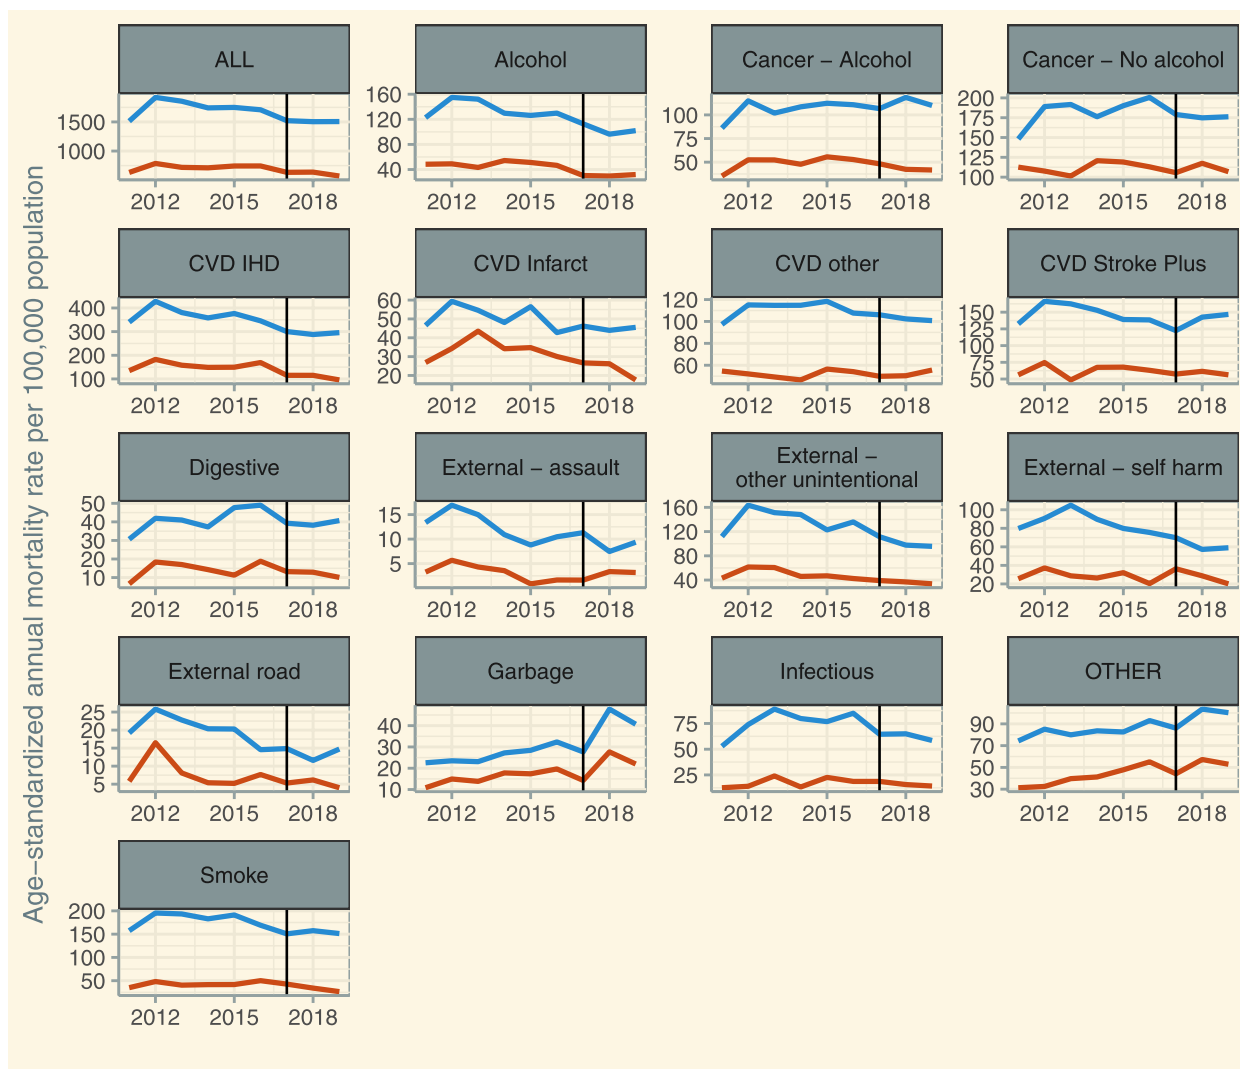 Age–standardized annual mortality rate per 100,000 population
ALL
1500
1000
2012 2015 2018
Alcohol
160
120
80
40
2012 2015 2018
Cancer – Alcohol
100
75
50
2012 2015 2018
Cancer – No alcohol
200
175
150
125
100
2012 2015 2018
CVD IHD
400
300
200
100
2012 2015 2018
CVD Infarct
60
50
40
30
20
2012 2015 2018
CVD other
120
100
80
60
2012 2015 2018
CVD Stroke Plus
150
125
100
75
50
2012 2015 2018
Digestive
50
40
30
20
10
2012 2015 2018
External – assault
15
10
5
2012 2015 2018
External –
other unintentional
160
120
80
40
2012 2015 2018
External – self harm
100
80
60
40
20
2012 2015 2018
External road
25
20
15
10
5
2012 2015 2018
Garbage
40
30
20
10
2012 2015 2018
Infectious
75
50
25
2012 2015 2018
OTHER
90
70
50
30
2012 2015 2018
Smoke
200
150
100
50
2012 2015 2018